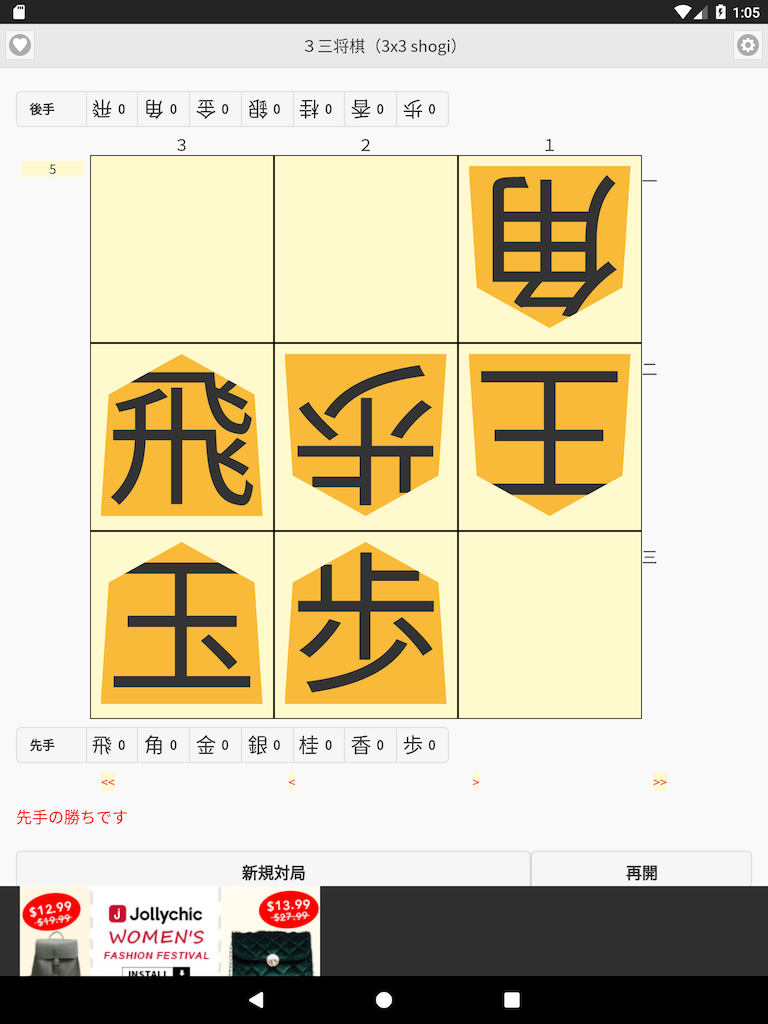 1:05
３三将棋（3x3 shogi）
後手 飛 0 角 0 金 0 銀 0 桂 0 香 0 歩 0
３ ２ １
5
角 一
飛 歩 王 二
玉 歩 三
先手 飛 0 角 0 金 0 銀 0 桂 0 香 0 歩 0
<< < > >>
先手の勝ちです
新規対局 再開
$12.99
$19.99
J Jollychic
WOMEN'S
FASHION FESTIVAL
INSTALL
$13.99
$27.99